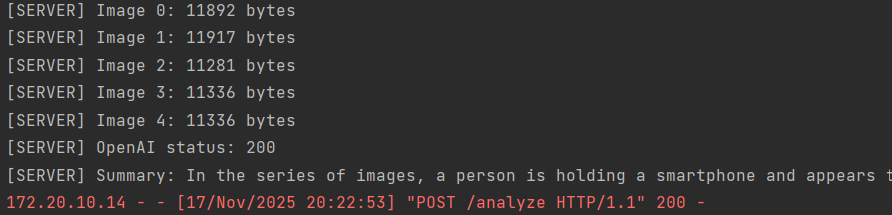 [SERVER] Image 0: 11892 bytes
[SERVER] Image 1: 11917 bytes
[SERVER] Image 2: 11281 bytes
[SERVER] Image 3: 11336 bytes
[SERVER] Image 4: 11336 bytes
[SERVER] OpenAI status: 200
[SERVER] Summary: In the series of images, a person is holding a smartphone and appears
172.20.10.14 - - [17/Nov/2025 20:22:53] "POST /analyze HTTP/1.1" 200 -